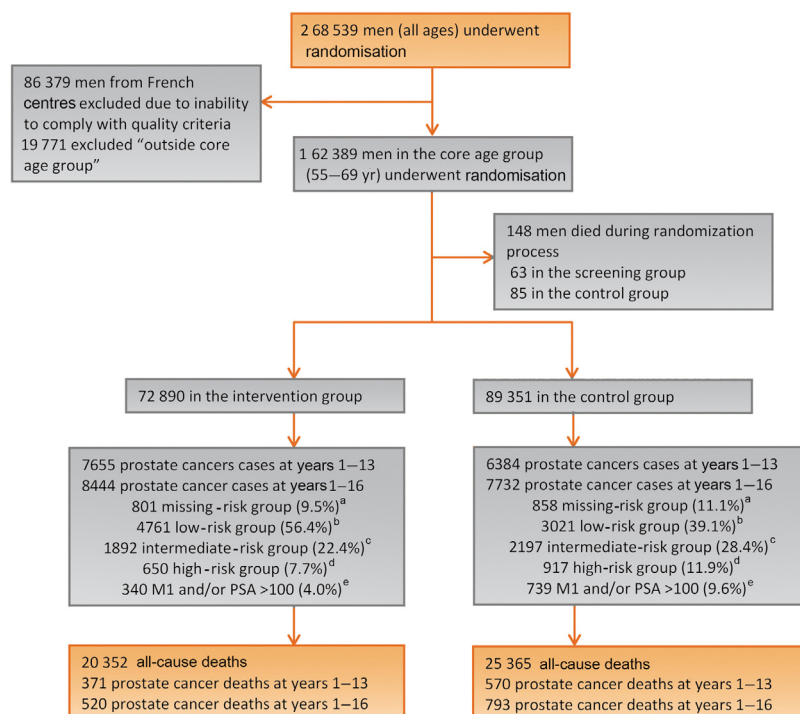 2 68 539 men (all ages) underwent
randomisation
86 379 men from French
centres excluded due to inability
to comply with quality criteria
19 771 excluded “outside core
age group”
1 62 389 men in the core age group
(55—69 yr) underwent randomisation
148 men died during randomization
process
63 in the screening group
85 in the control group
72 890 in the intervention group
89 351 in the control group
7655 prostate cancers cases at years 1—13
8444 prostate cancer cases at years 1—16
801 missing-risk group (9.5%)a
4761 low-risk group (56.4%)b
1892 intermediate-risk group (22.4%)c
650 high-risk group (7.7%)d
340 M1 and/or PSA >100 (4.0%)e
6384 prostate cancers cases at years 1—13
7732 prostate cancer cases at years 1—16
858 missing-risk group (11.1%)a
3021 low-risk group (39.1%)b
2197 intermediate-risk group (28.4%)c
917 high-risk group (11.9%)d
739 M1 and/or PSA >100 (9.6%)e
20 352 all-cause deaths
371 prostate cancer deaths at years 1—13
520 prostate cancer deaths at years 1—16
25 365 all-cause deaths
570 prostate cancer deaths at years 1—13
793 prostate cancer deaths at years 1—16